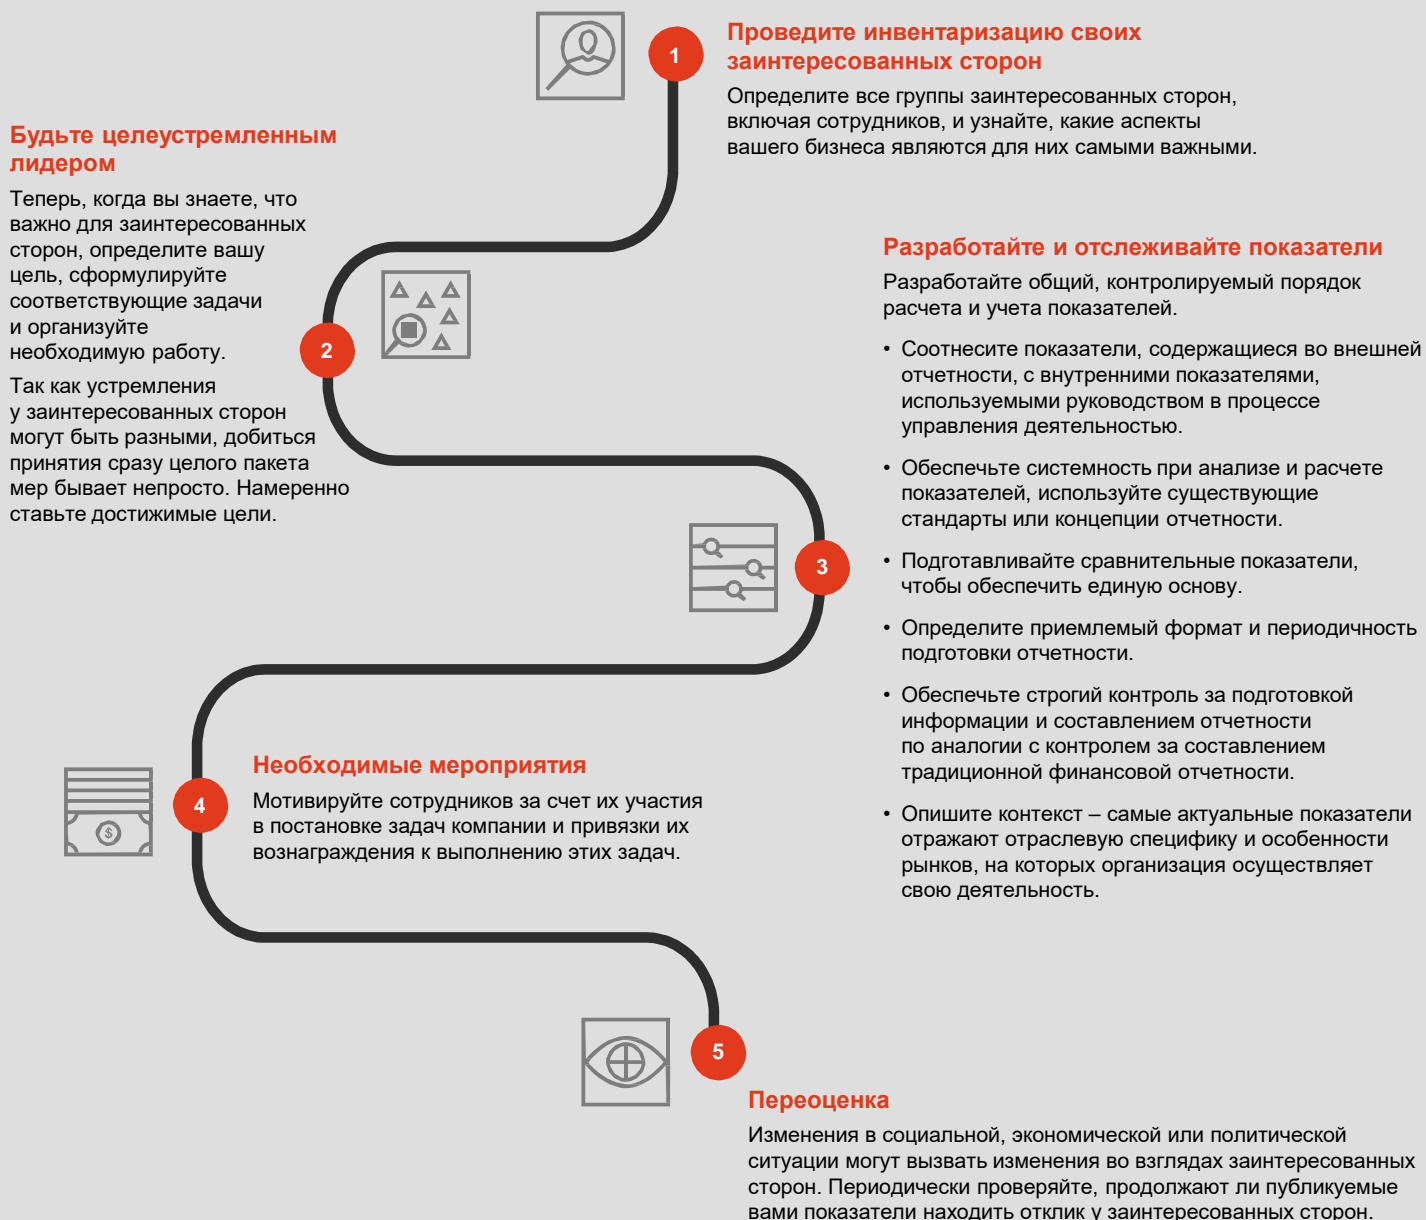 1
Проведите инвентаризацию своих
заинтересованных сторон
Определите все группы заинтересованных сторон,
включая сотрудников, и узнайте, какие аспекты
вашего бизнеса являются для них самыми важными.
Будьте целеустремленным
лидером
Теперь, когда вы знаете, что
важно для заинтересованных
сторон, определите вашу
цель, сформулируйте
соответствующие задачи
и организуйте
необходимую работу.
2
Так как устремления
у заинтересованных сторон
могут быть разными, добиться
принятия сразу целого пакета
мер бывает непросто. Намеренно
ставьте достижимые цели.
3
Разработайте и отслеживайте показатели
Разработайте общий, контролируемый порядок
расчета и учета показателей.
• Соотнесите показатели, содержащиеся во внешней
отчетности, с внутренними показателями,
используемыми руководством в процессе
управления деятельностью.
• Обеспечьте системность при анализе и расчете
показателей, используйте существующие
стандарты или концепции отчетности.
• Подготавливайте сравнительные показатели,
чтобы обеспечить единую основу.
• Определите приемлемый формат и периодичность
подготовки отчетности.
• Обеспечьте строгий контроль за подготовкой
информации и составлением отчетности
по аналогии с контролем за составлением
традиционной финансовой отчетности.
• Опишите контекст – самые актуальные показатели
отражают отраслевую специфику и особенности
рынков, на которых организация осуществляет
свою деятельность.
$
4
Необходимые мероприятия
Мотивируйте сотрудников за счет их участия
в постановке задач компании и привязки их
вознаграждения к выполнению этих задач.
5
Переоценка
Изменения в социальной, экономической или политической
ситуации могут вызвать изменения во взглядах заинтересованных
сторон. Периодически проверяйте, продолжают ли публикуемые
вами показатели находить отклик у заинтересованных сторон.